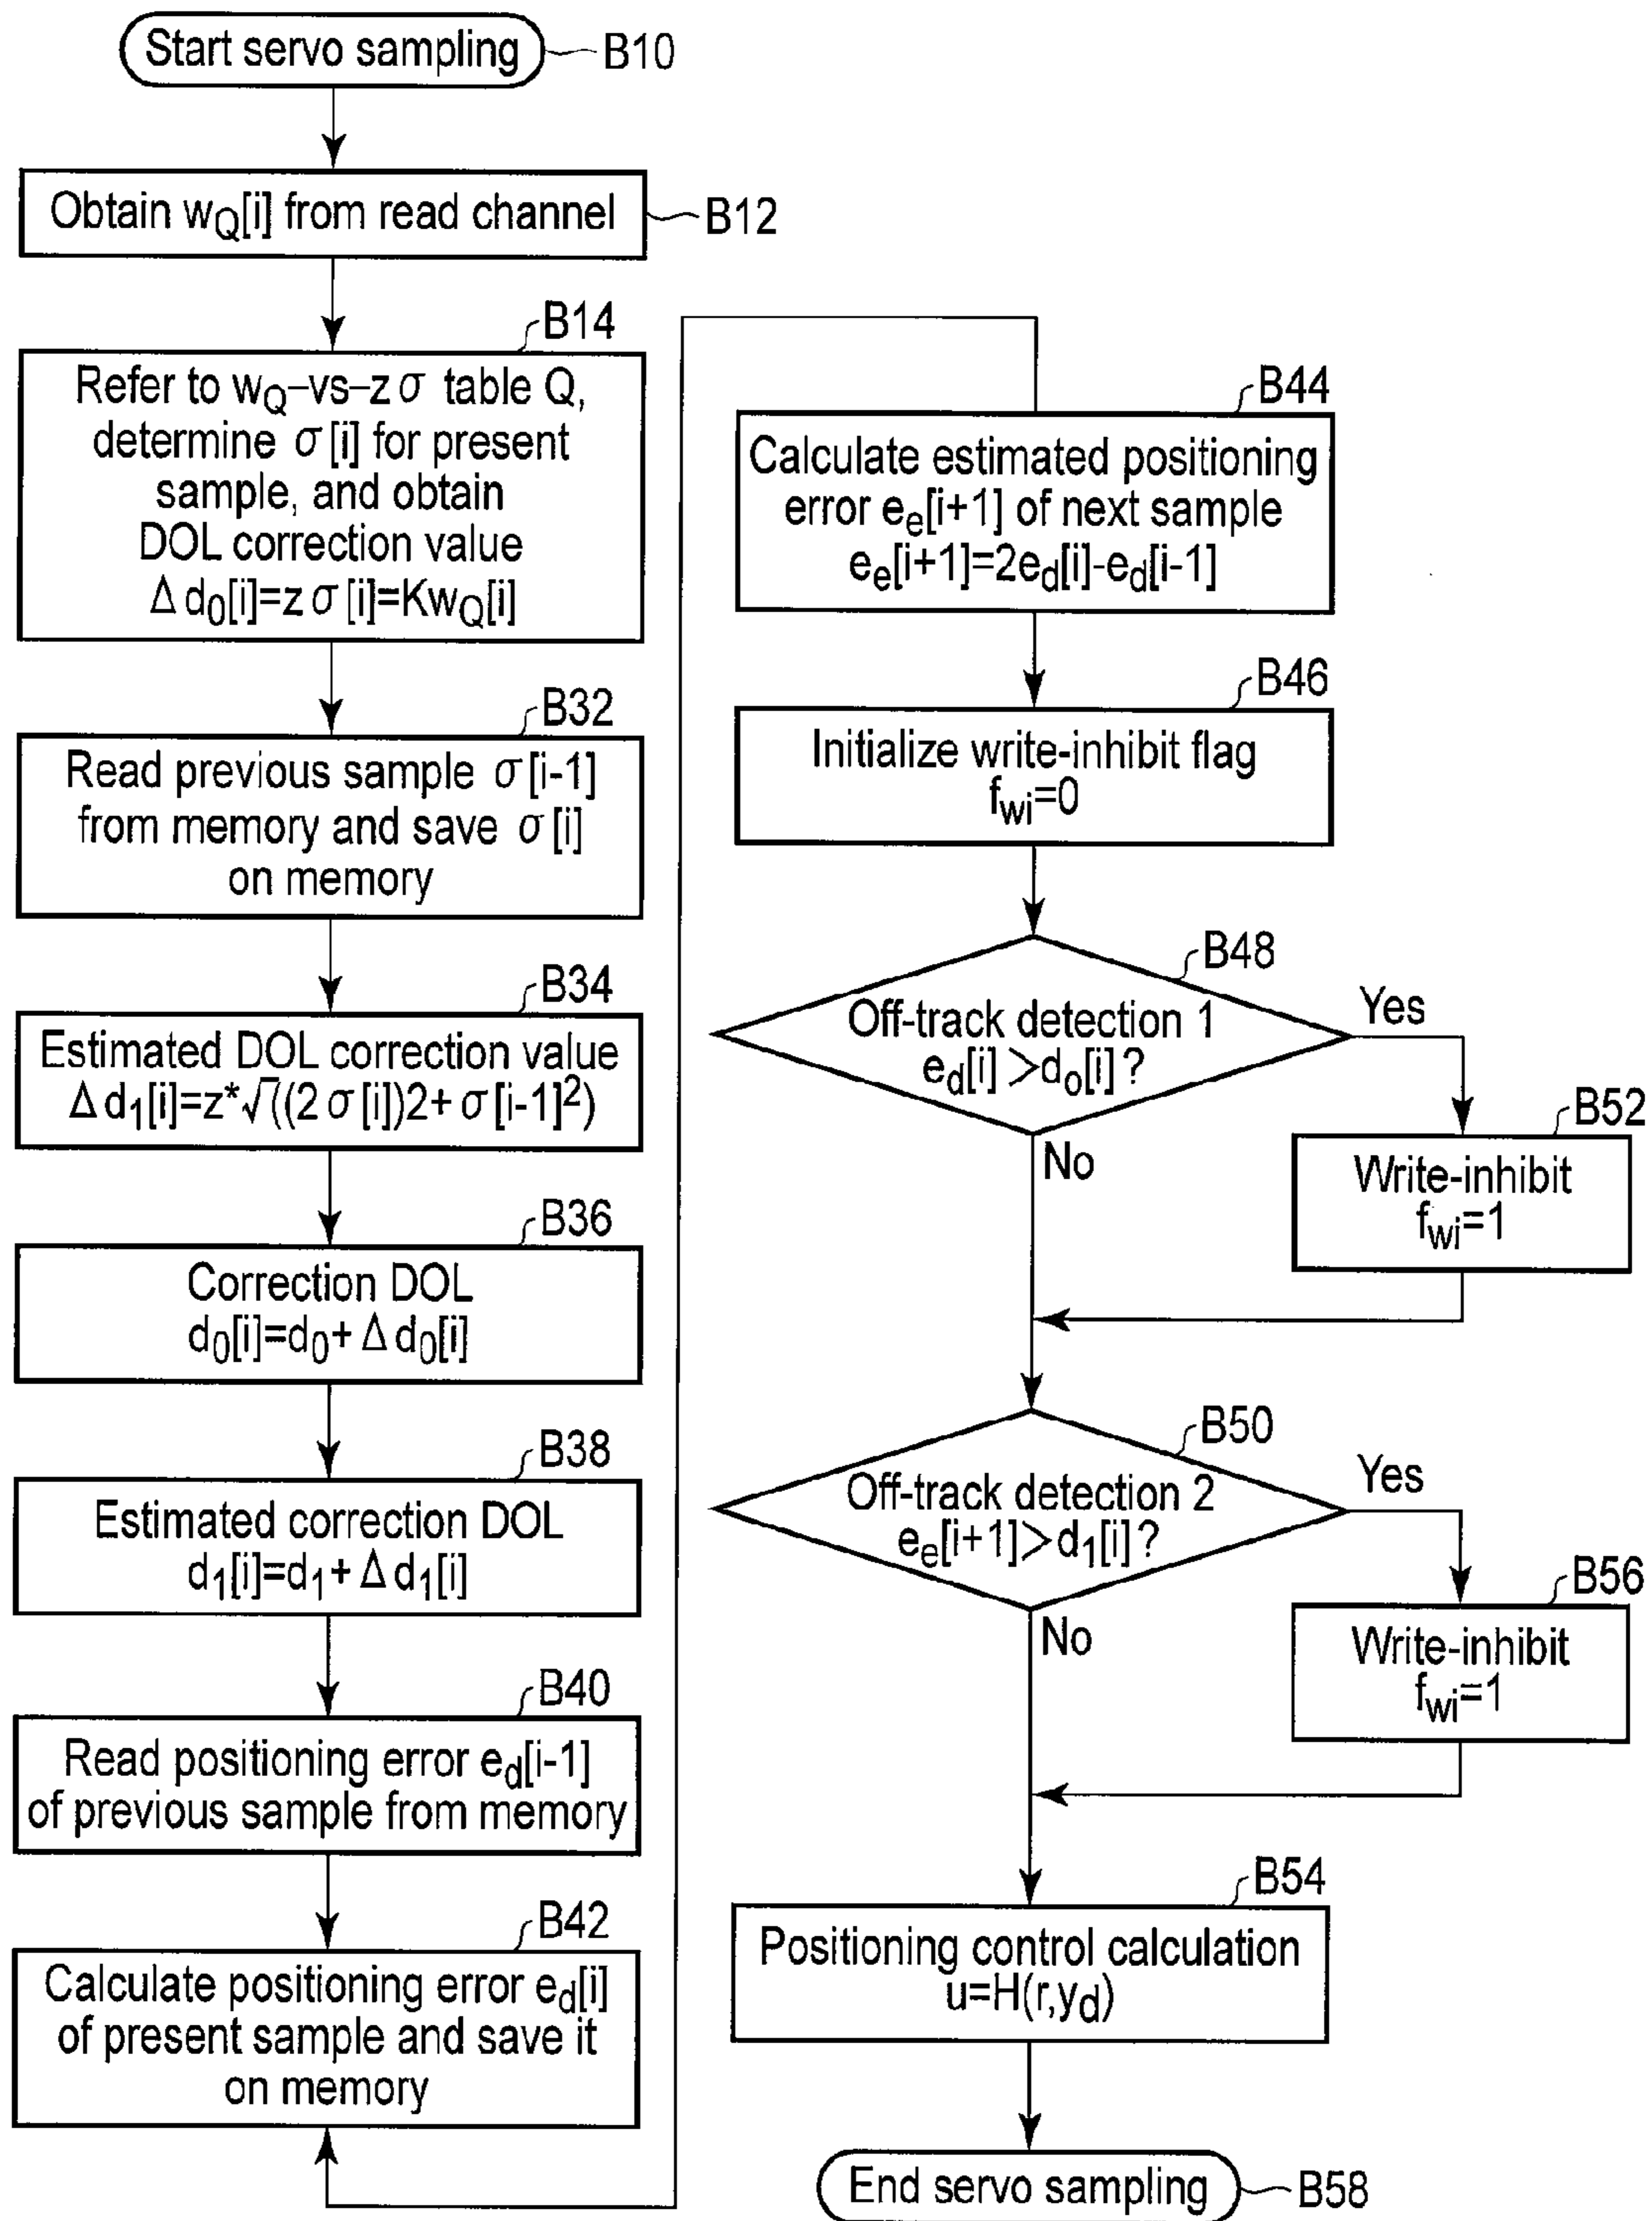 Start servo sampling
B10
Obtain wQ[i] from read channel
B12
B14
Refer to wQ–vs–z σ table Q,
determine σ[i] for present
sample, and obtain
DOL correction value
Δ d0[i]=z σ [i]=KwQ[i]
B32
Read previous sample σ[i-1]
from memory and save σ[i]
on memory
B34
Estimated DOL correction value
Δ d1[i]=z*√((2 σ[i])2+ σ[i-1]²)
B36
Correction DOL
d0[i]=d0+ Δ d0[i]
B38
Estimated correction DOL
d1[i]=d1+ Δ d1[i]
B40
Read positioning error ed[i-1]
of previous sample from memory
B42
Calculate positioning error ed[i]
of present sample and save it
on memory
B44
Calculate estimated positioning
error ee[i+1] of next sample
ee[i+1]=2ed[i]-ed[i-1]
B46
Initialize write-inhibit flag
fwi=0
B48
Off-track detection 1
ed[i]>do[i]?
Yes
No
B52
Write-inhibit
fwi=1
B50
Off-track detection 2
ee[i+1]>d1[i]?
Yes
No
B56
Write-inhibit
fwi=1
B54
Positioning control calculation
u=H(r,yd)
End servo sampling
B58